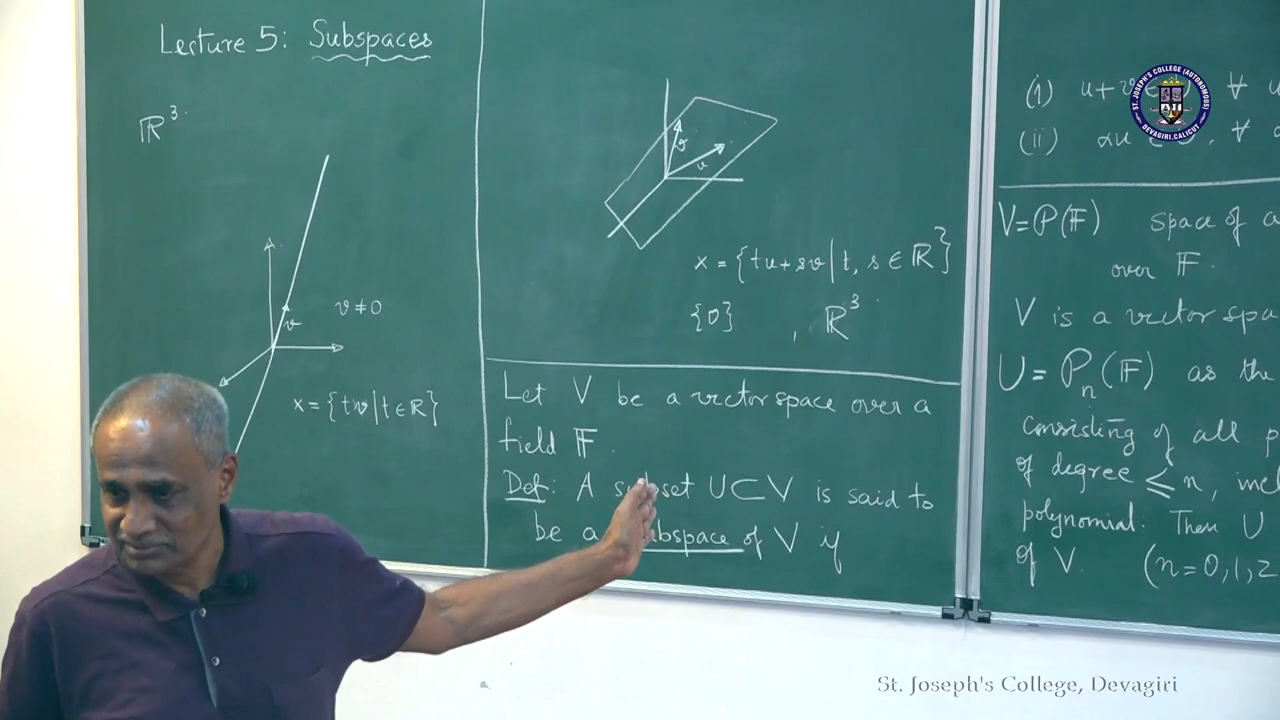 Lecture 5: Subspaces
ℝ³
v
v ≠ 0
x = {tv | t ∈ ℝ}
v
u
x = {tu + sv | t, s ∈ ℝ}
{0} , ℝ³
Let V be a vector space over a
field 𝔽.
Def: A subset U ⊂ V is said to
be a subspace of V if
(i) u + v ∈ ∀ u
(ii) αu ∈ U, ∀
V = P(𝔽) space of a
over 𝔽.
V is a vector spa
U = Pₙ(𝔽) as the
consisting of all p
of degree ≤ n, incl
polynomial. Then U
of V. (n = 0, 1, 2
ST. JOSEPH'S COLLEGE (AUTONOMOUS)
DEVAGIRI, CALICUT
St. Joseph's College, Devagiri